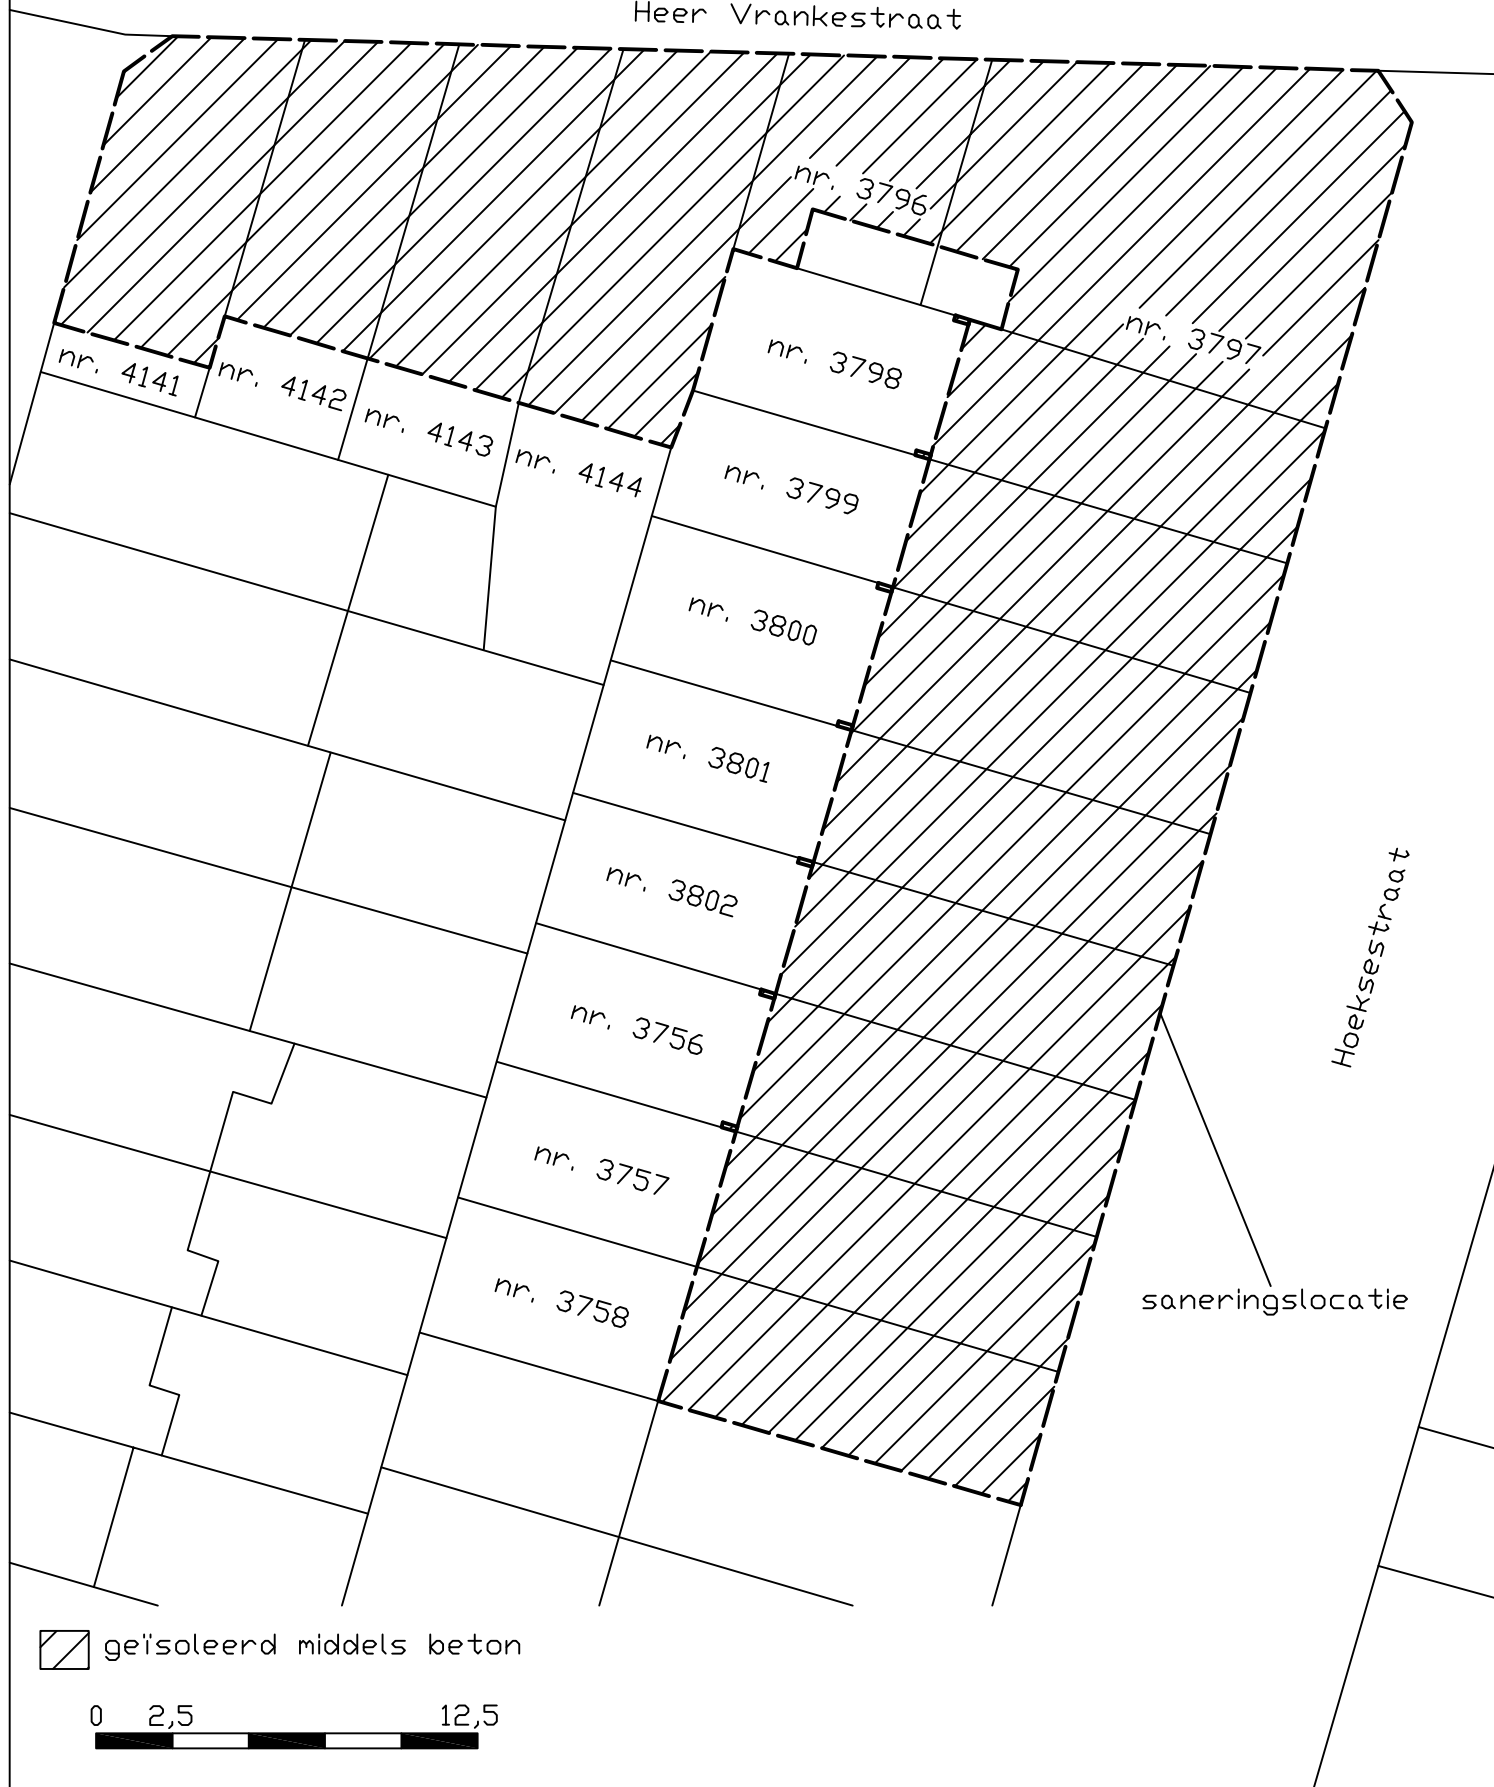 Heer Vrankestraat
nr. 3796
nr. 3797
nr. 3798
nr. 4141
nr. 4142
nr. 4143
nr. 4144
nr. 3799
nr. 3800
nr. 3801
nr. 3802
nr. 3756
nr. 3757
nr. 3758
Hoeksestraat
saneringslocatie
geïsoleerd middels beton
0 2,5 12,5